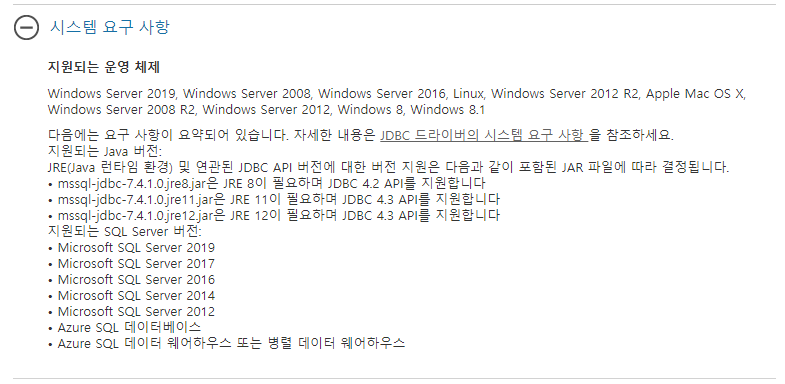 시스템 요구 사항
지원되는 운영 체제
Windows Server 2019, Windows Server 2008, Windows Server 2016, Linux, Windows Server 2012 R2, Apple Mac OS X,
Windows Server 2008 R2, Windows Server 2012, Windows 8, Windows 8.1
다음에는 요구 사항이 요약되어 있습니다. 자세한 내용은 JDBC 드라이버의 시스템 요구 사항 을 참조하세요.
지원되는 Java 버전:
JRE(Java 런타임 환경) 및 연관된 JDBC API 버전에 대한 버전 지원은 다음과 같이 포함된 JAR 파일에 따라 결정됩니다.
• mssql-jdbc-7.4.1.0.jre8.jar은 JRE 8이 필요하며 JDBC 4.2 API를 지원합니다
• mssql-jdbc-7.4.1.0.jre11.jar은 JRE 11이 필요하며 JDBC 4.3 API를 지원합니다
• mssql-jdbc-7.4.1.0.jre12.jar은 JRE 12이 필요하며 JDBC 4.3 API를 지원합니다
지원되는 SQL Server 버전:
• Microsoft SQL Server 2019
• Microsoft SQL Server 2017
• Microsoft SQL Server 2016
• Microsoft SQL Server 2014
• Microsoft SQL Server 2012
• Azure SQL 데이터베이스
• Azure SQL 데이터 웨어하우스 또는 병렬 데이터 웨어하우스